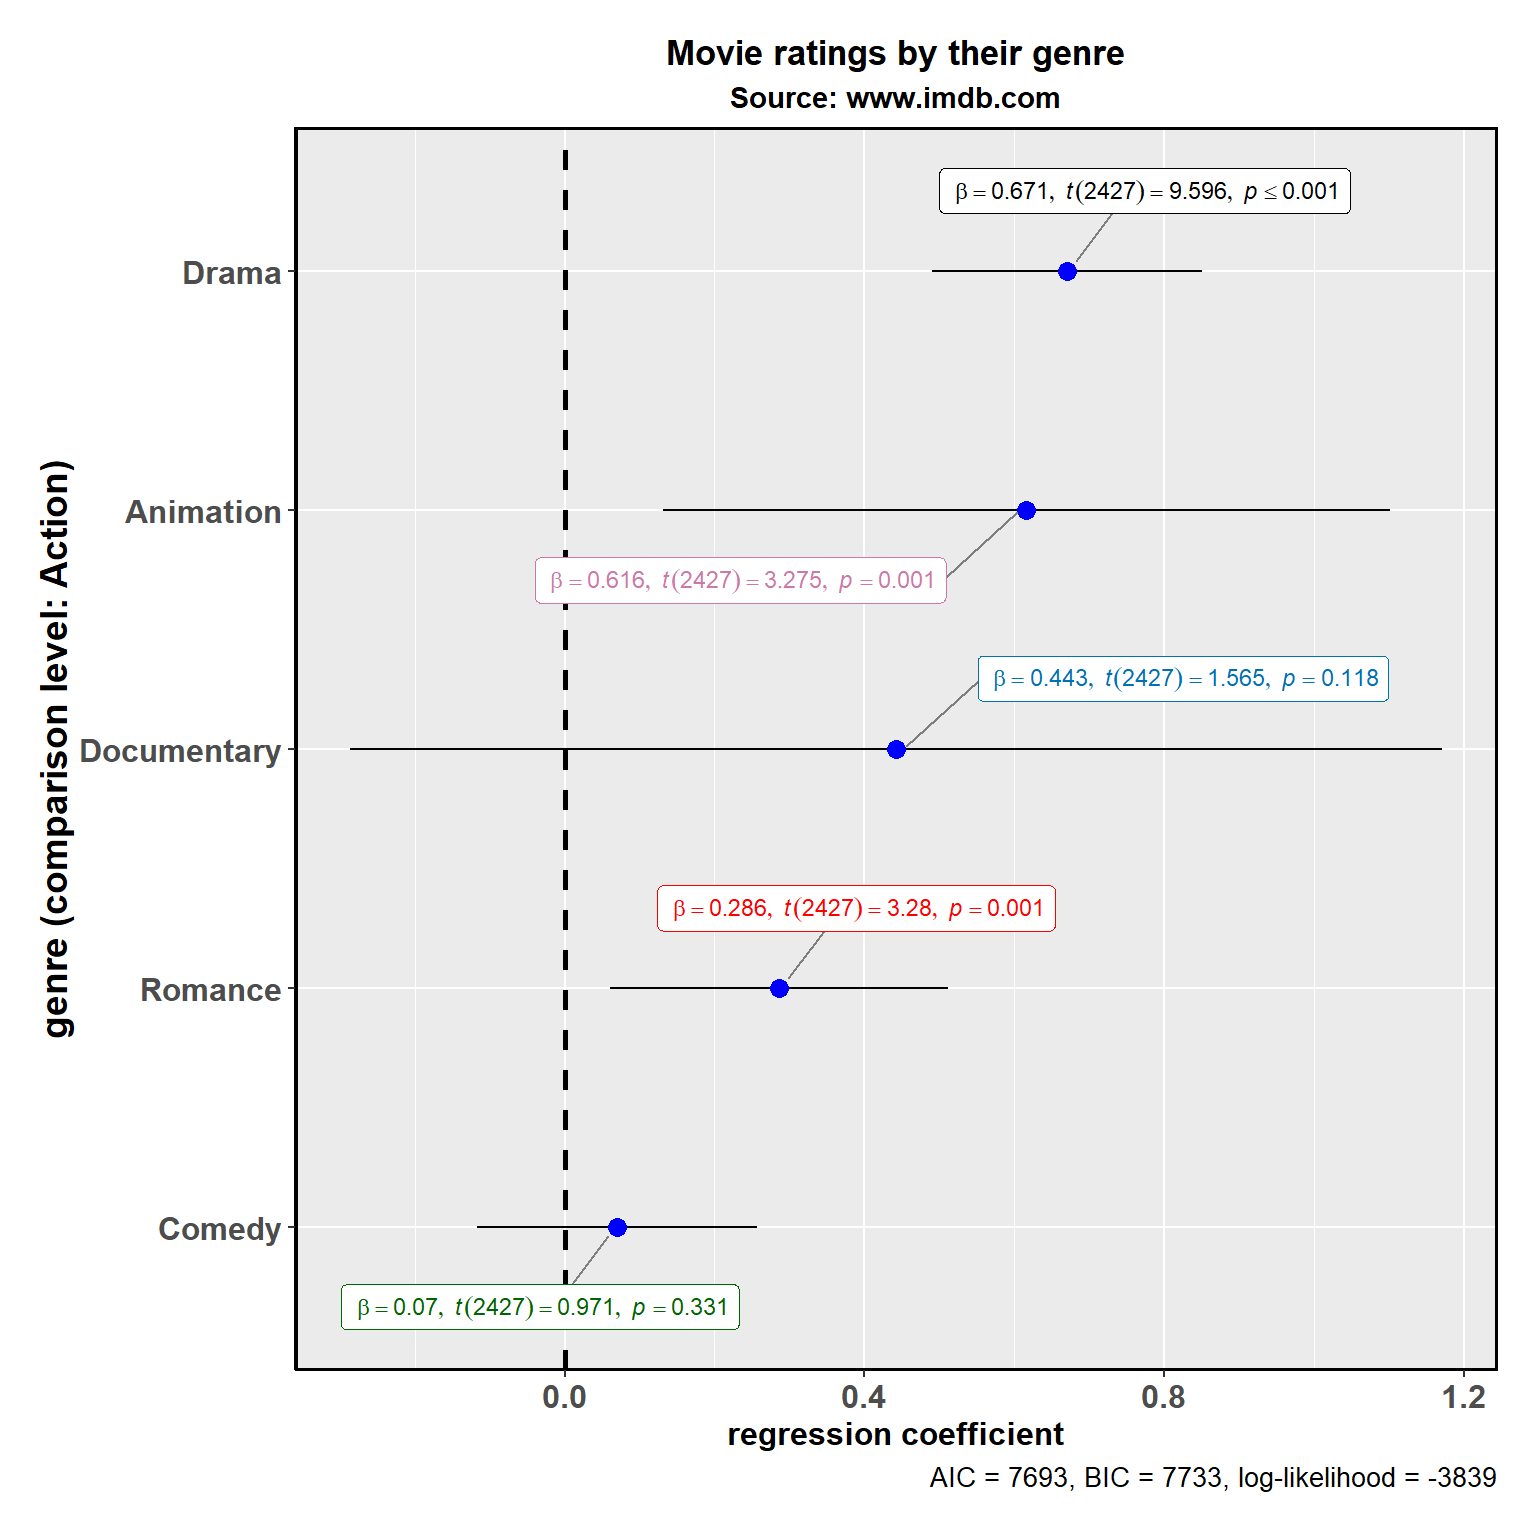 Movie ratings by their genre
Source: www.imdb.com
β = 0.671, t(2427) = 9.596, p ≤ 0.001
Drama
Animation
β = 0.616, t(2427) = 3.275, p = 0.001
β = 0.443, t(2427) = 1.565, p = 0.118
Documentary
β = 0.286, t(2427) = 3.28, p = 0.001
Romance
Comedy
β = 0.07, t(2427) = 0.971, p = 0.331
genre (comparison level: Action)
0.0 0.4 0.8 1.2
regression coefficient
AIC = 7693, BIC = 7733, log-likelihood = -3839